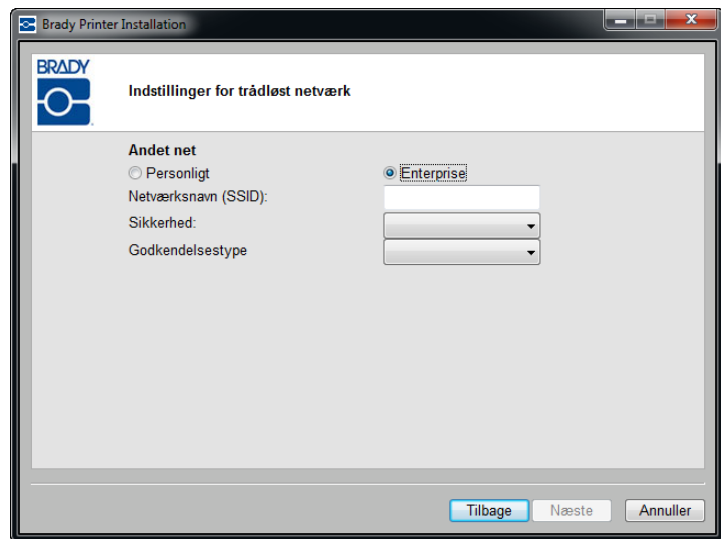 Brady Printer Installation
BRADY
Indstillinger for trådløst netværk
Andet net
Personligt
Enterprise
Netværksnavn (SSID):
Sikkerhed:
Godkendelsestype
Tilbage
Næste
Annuller